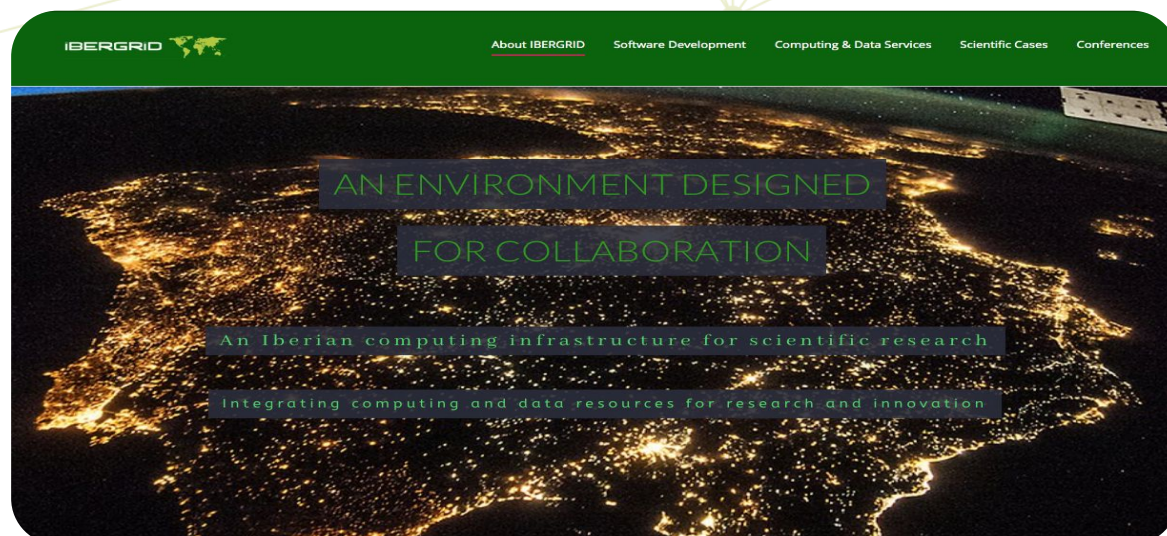 IBERGRID
About IBERGRID Software Development Computing & Data Services Scientific Cases Conferences
AN ENVIRONMENT DESIGNED
FOR COLLABORATION
An Iberian computing infrastructure for scientific research
Integrating computing and data resources for research and innovation